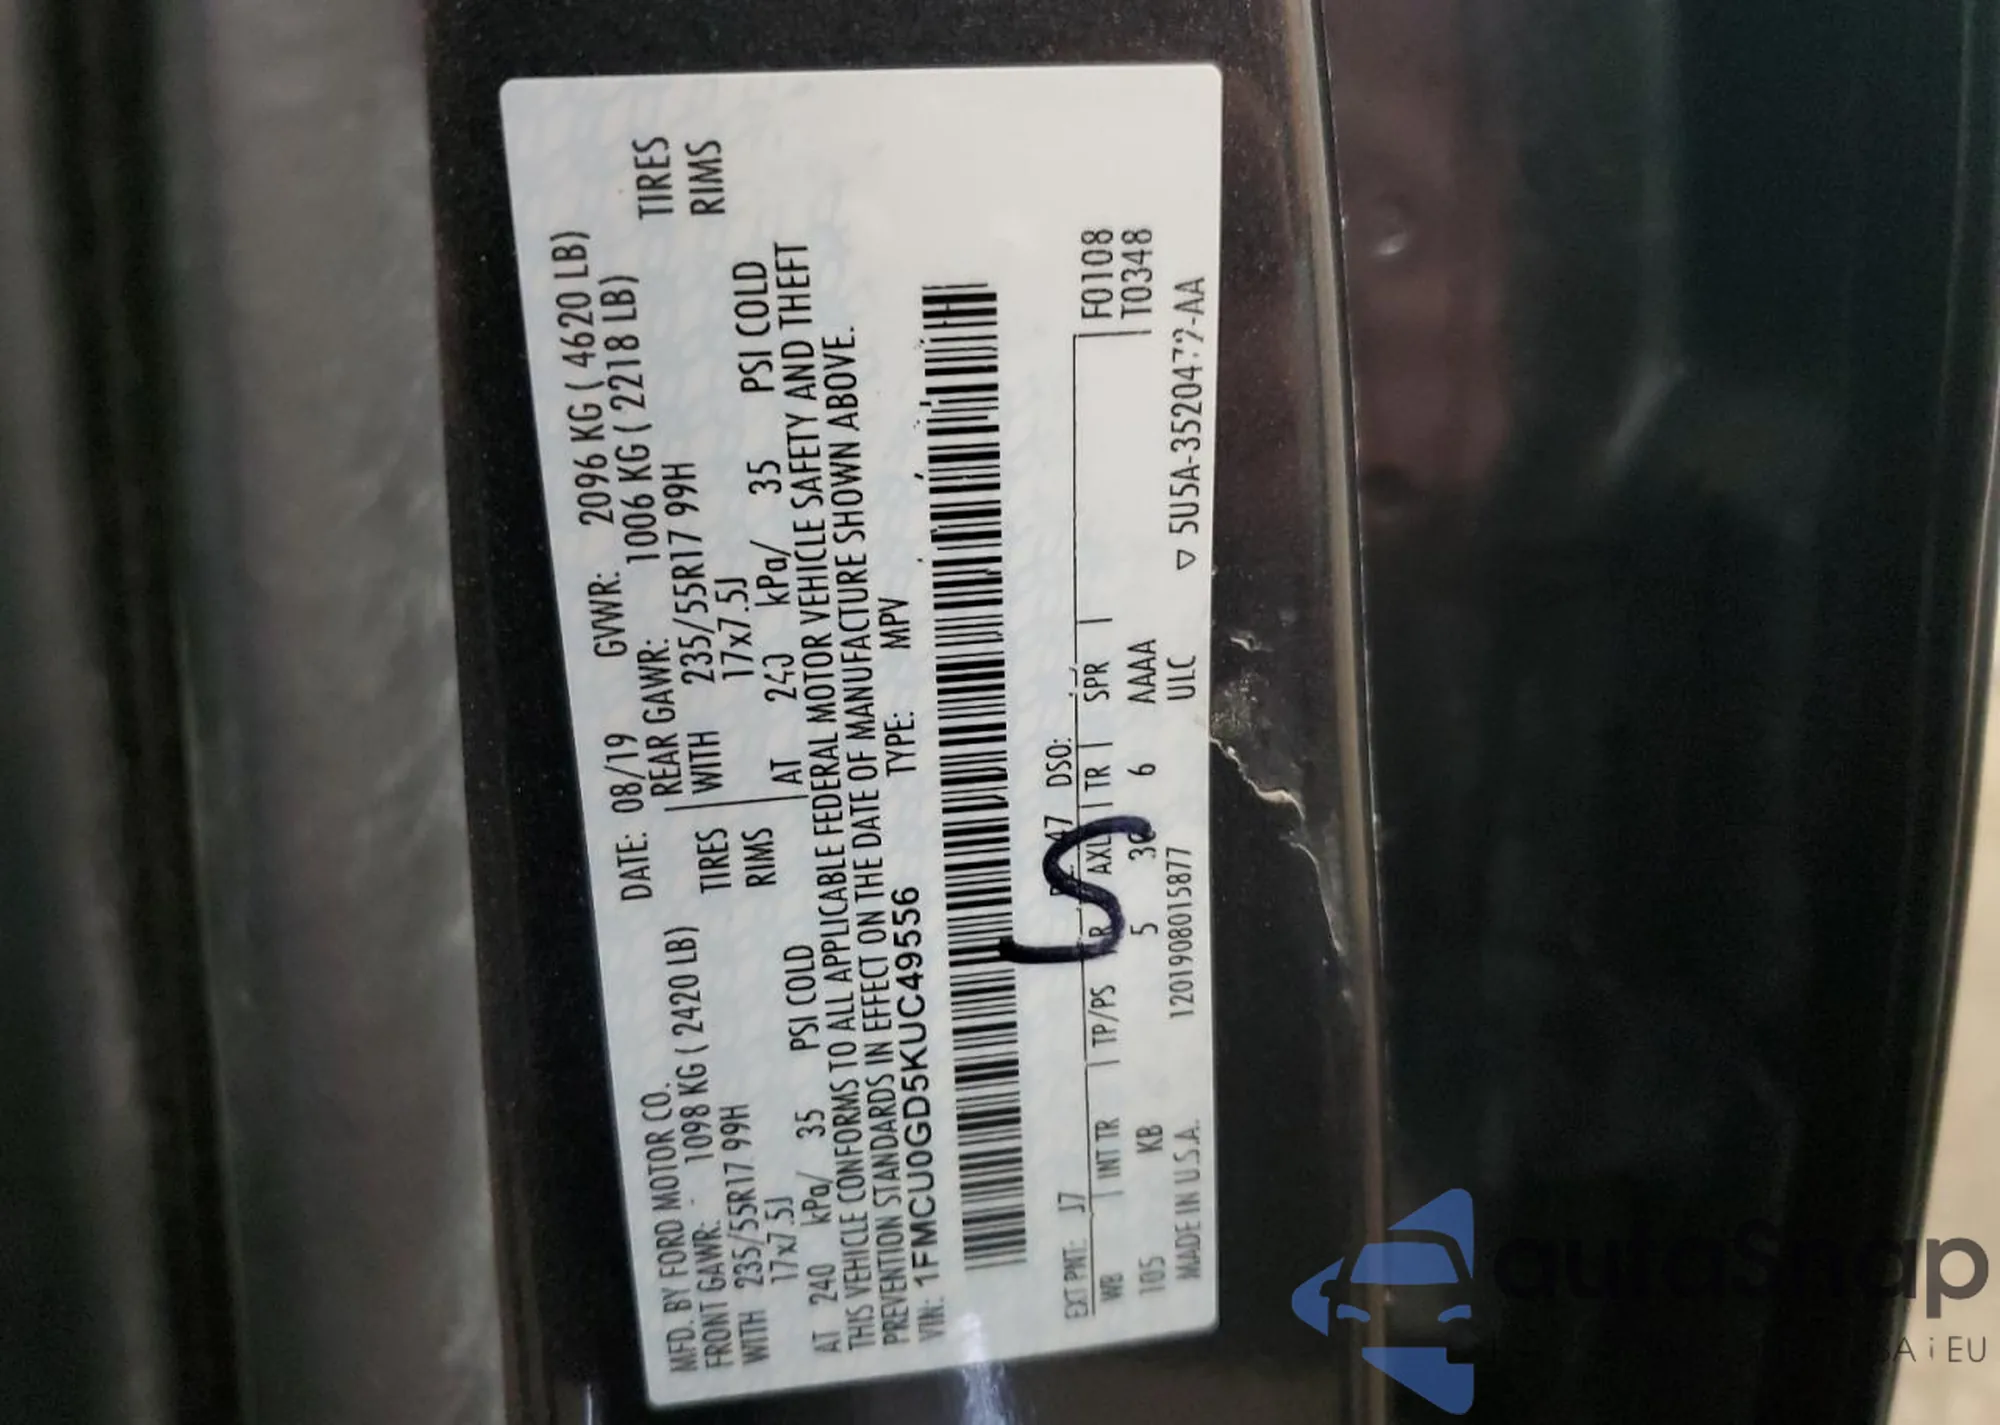 MFD. BY FORD MOTOR CO. DATE: 08/19 GVWR: 2096 KG ( 4620 LB)
FRONT GAWR: 1098 KG ( 2420 LB) REAR GAWR: 1006 KG ( 2218 LB)
WITH 235/55R17 99H TIRES WITH 235/55R17 99H TIRES
17x7.5J RIMS 17x7.5J RIMS
AT 240 kPa/ 35 PSI COLD AT 240 kPa/ 35 PSI COLD
THIS VEHICLE CONFORMS TO ALL APPLICABLE FEDERAL MOTOR VEHICLE SAFETY AND THEFT
PREVENTION STANDARDS IN EFFECT ON THE DATE OF MANUFACTURE SHOWN ABOVE.
VIN: 1FMCU0GD5KUC49556 TYPE: MPV
F0108
T0348
EXT PNT: J7 47 DSO:
WB INT TR TP/PS R AXL TR SPR
105 KB 5 6 AAAA
ULC
MADE IN U.S.A. 1201908015877 ▽ 5U5A-3520472-AA
autoSnap
i EU